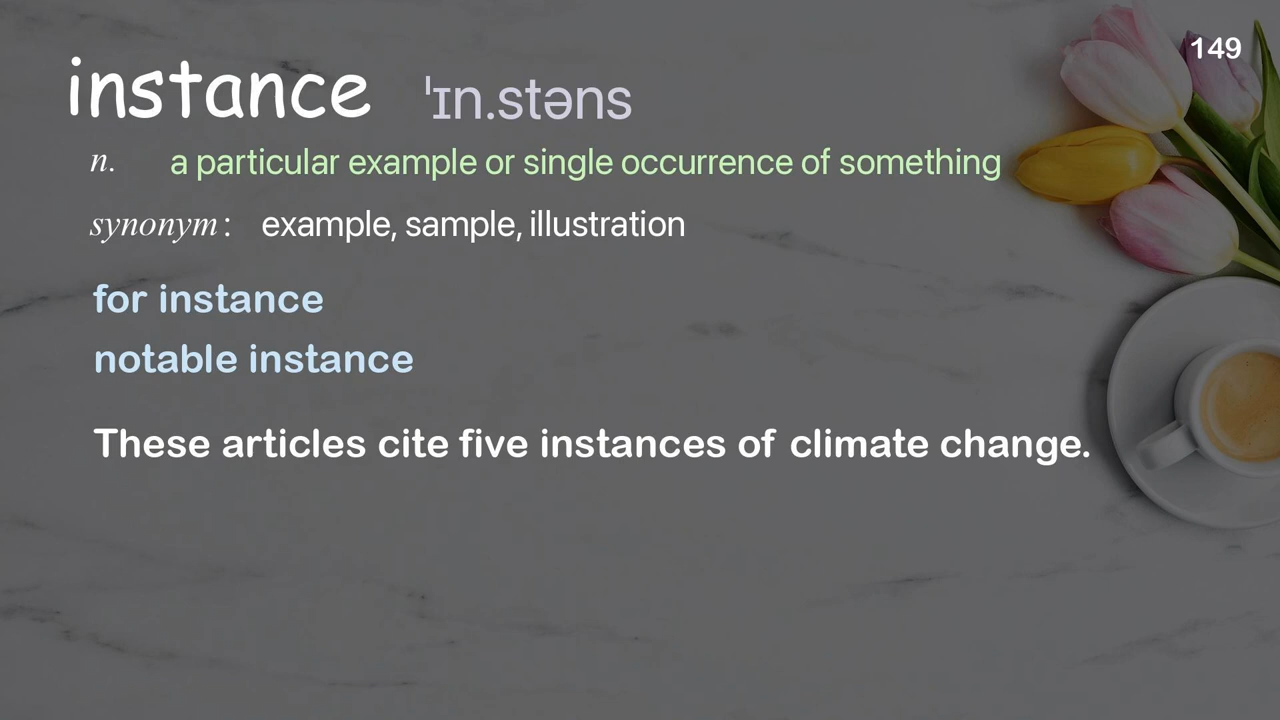 149
instance ˈɪn.stəns
n. a particular example or single occurrence of something
synonym: example, sample, illustration
for instance
notable instance
These articles cite five instances of climate change.